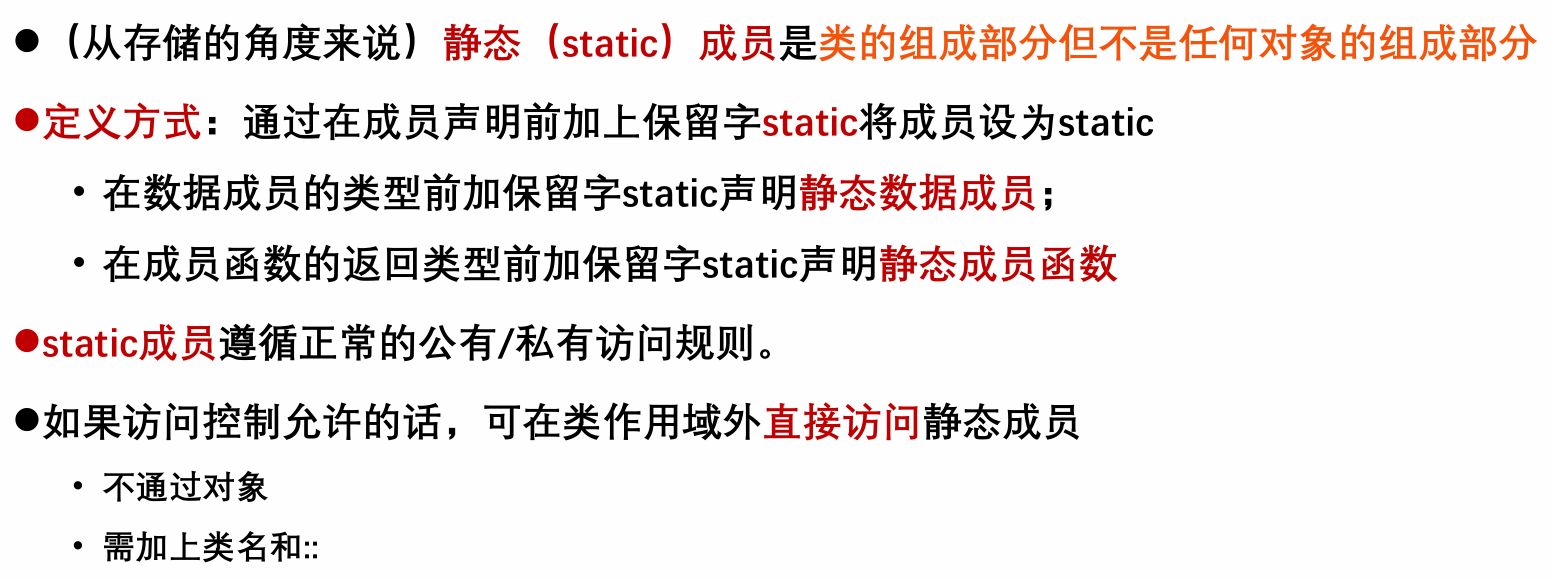 ●（从存储的角度来说）静态（static）成员是类的组成部分但不是任何对象的组成部分
●定义方式：通过在成员声明前加上保留字static将成员设为static
• 在数据成员的类型前加保留字static声明静态数据成员；
• 在成员函数的返回类型前加保留字static声明静态成员函数
●static成员遵循正常的公有/私有访问规则。
●如果访问控制允许的话，可在类作用域外直接访问静态成员
• 不通过对象
• 需加上类名和::